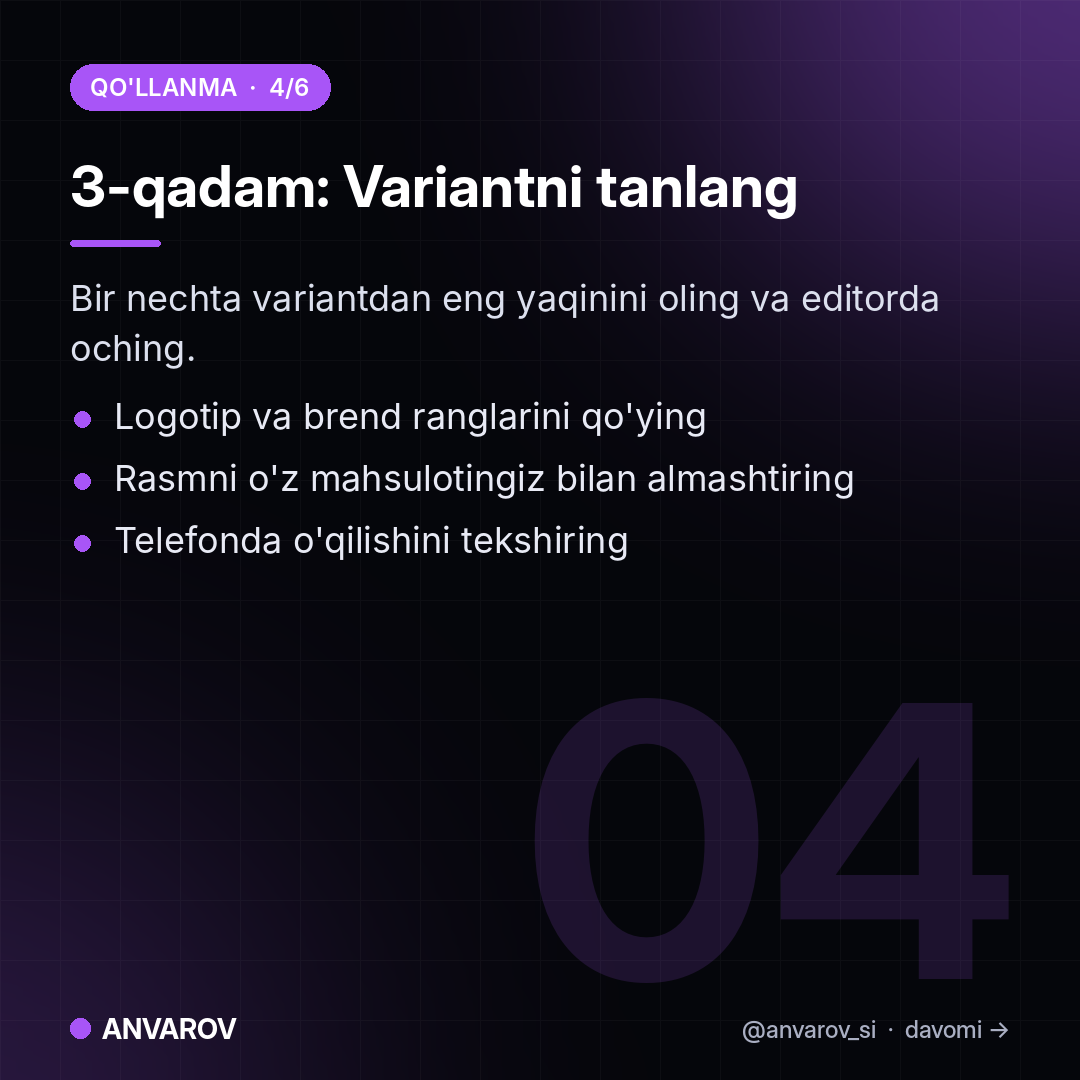 QO'LLANMA · 4/6
3-qadam: Variantni tanlang
Bir nechta variantdan eng yaqinini oling va editorda
oching.
Logotip va brend ranglarini qo'ying
Rasmni o'z mahsulotingiz bilan almashtiring
Telefonda o'qilishini tekshiring
04
ANVAROV
@anvarov_si · davomi →